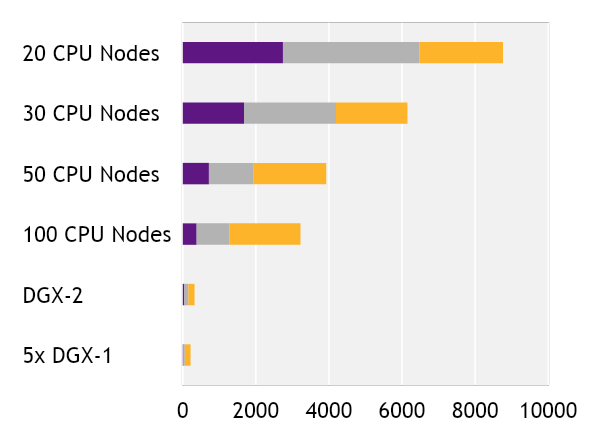 20 CPU Nodes
30 CPU Nodes
50 CPU Nodes
100 CPU Nodes
DGX-2
5x DGX-1
0 2000 4000 6000 8000 10000